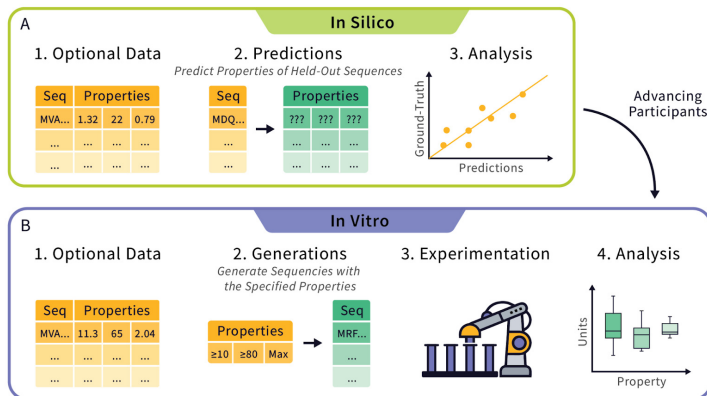 A
In Silico
1. Optional Data
2. Predictions
Predict Properties of Held-Out Sequences
3. Analysis
Seq Properties
MVA... 1.32 22 0.79
... ... ... ...
... ... ... ...
Seq
MDQ...
...
...
Properties
??? ??? ???
... ... ...
... ... ...
Ground-Truth
Predictions
Advancing
Participants
B
In Vitro
1. Optional Data
2. Generations
Generate Sequencies with
the Specified Properties
3. Experimentation
4. Analysis
Seq Properties
MVA... 11.3 65 2.04
... ... ... ...
... ... ... ...
Properties
≥10 ≥80 Max
Seq
MRF...
...
...
Units
Property